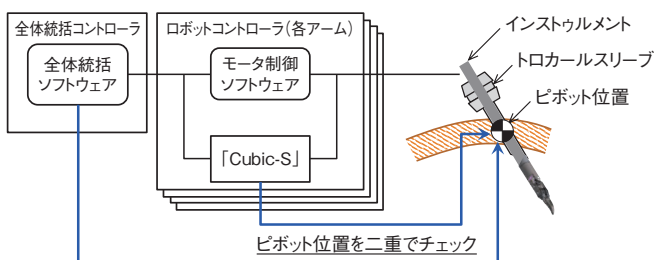 全体統括コントローラ
全体統括
ソフトウェア
ロボットコントローラ(各アーム)
モータ制御
ソフトウェア
「Cubic-S」
インストゥルメント
トロカールスリーブ
ピボット位置
ピボット位置を二重でチェック